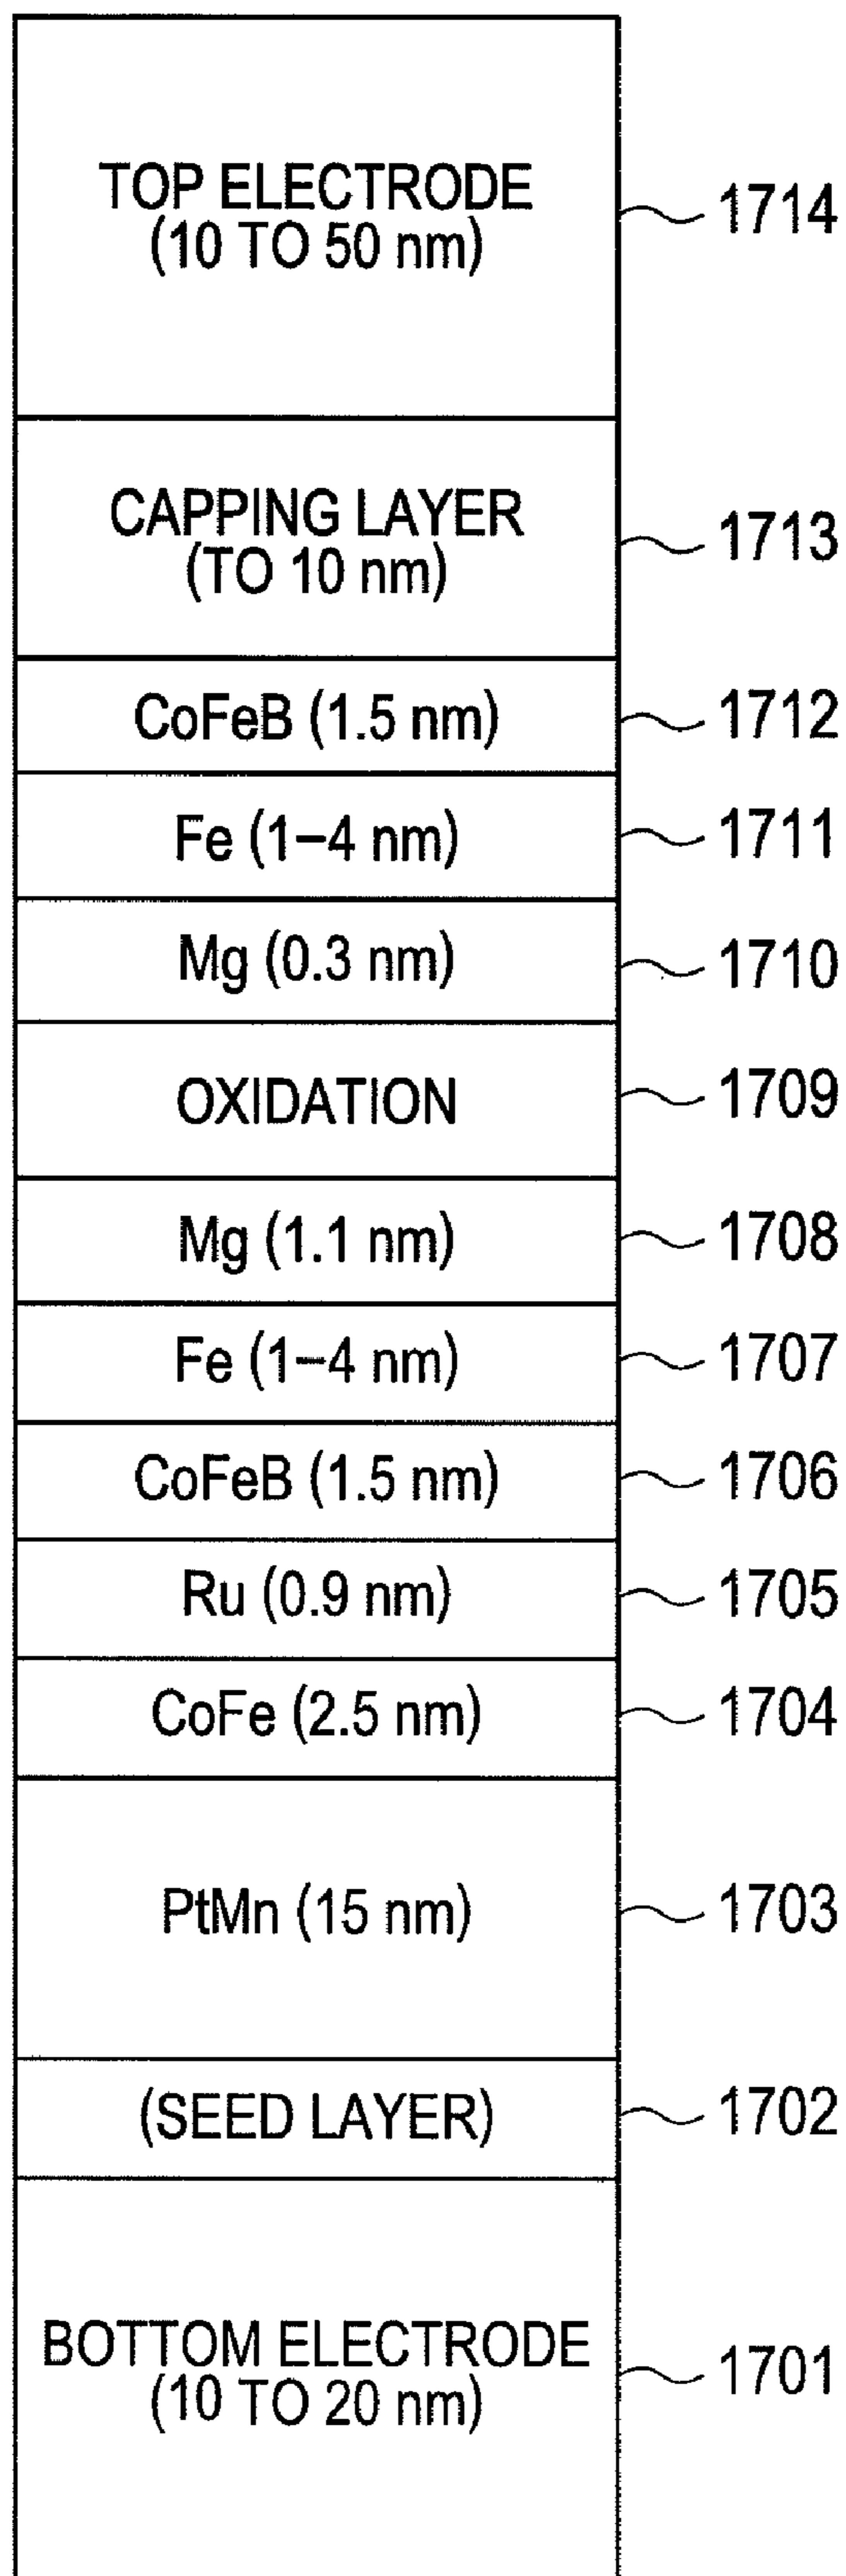 TOP ELECTRODE
(10 TO 50 nm)
1714
CAPPING LAYER
(TO 10 nm)
1713
CoFeB (1.5 nm)
1712
Fe (1–4 nm)
1711
Mg (0.3 nm)
1710
OXIDATION
1709
Mg (1.1 nm)
1708
Fe (1–4 nm)
1707
CoFeB (1.5 nm)
1706
Ru (0.9 nm)
1705
CoFe (2.5 nm)
1704
PtMn (15 nm)
1703
(SEED LAYER)
1702
BOTTOM ELECTRODE
(10 TO 20 nm)
1701